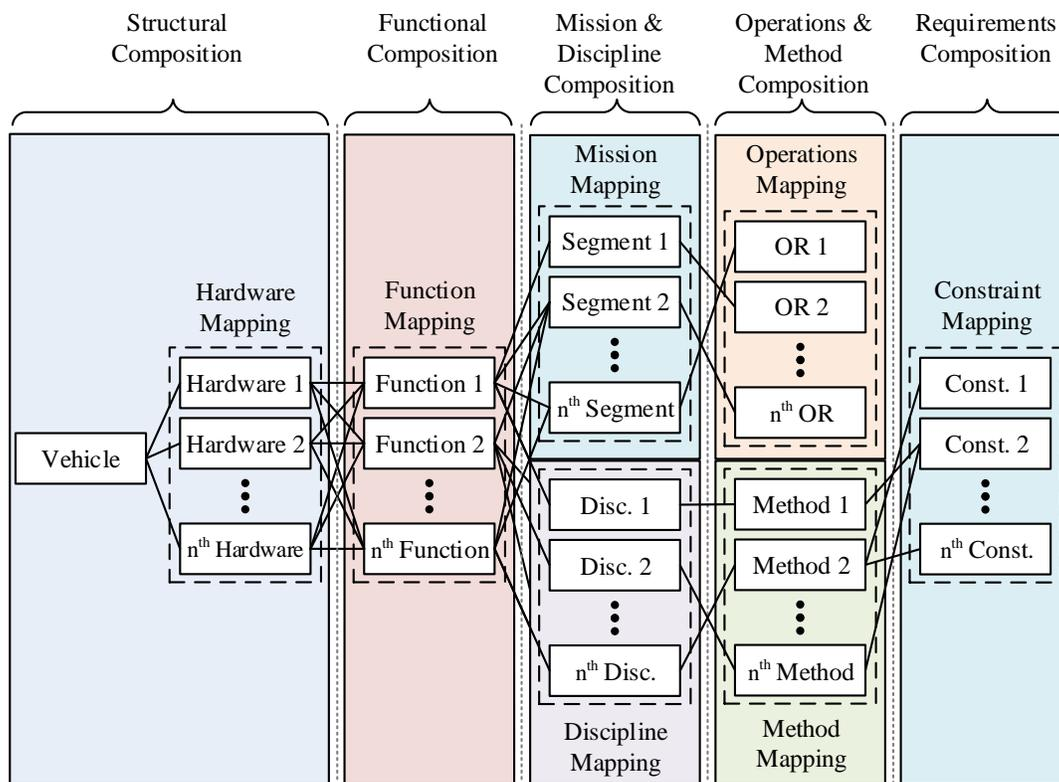 Structural
Composition
Functional
Composition
Mission &
Discipline
Composition
Operations &
Method
Composition
Requirements
Composition
Vehicle
Hardware
Mapping
Hardware 1
Hardware 2
nth Hardware
Function
Mapping
Function 1
Function 2
nth Function
Mission
Mapping
Segment 1
Segment 2
nth Segment
Disc. 1
Disc. 2
nth Disc.
Discipline
Mapping
Operations
Mapping
OR 1
OR 2
nth OR
Method 1
Method 2
nth Method
Method
Mapping
Constraint
Mapping
Const. 1
Const. 2
nth Const.